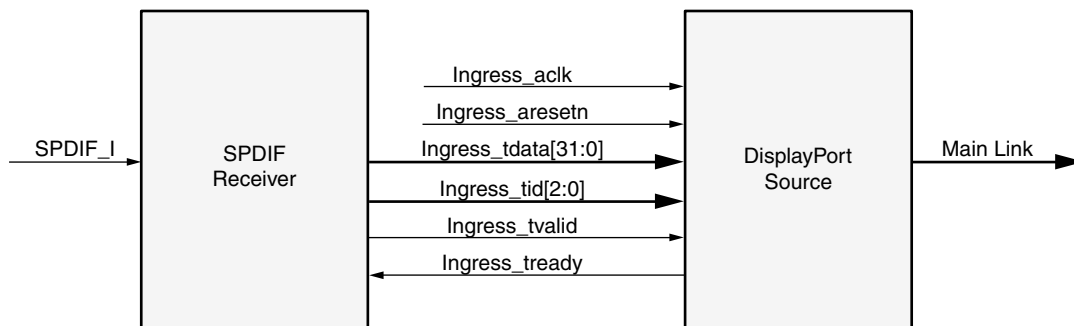 Ingress_aclk
Ingress_aresetn
SPDIF_I
SPDIF
Receiver
Ingress_tdata[31:0]
DisplayPort
Source
Main Link
Ingress_tid[2:0]
Ingress_tvalid
Ingress_tready